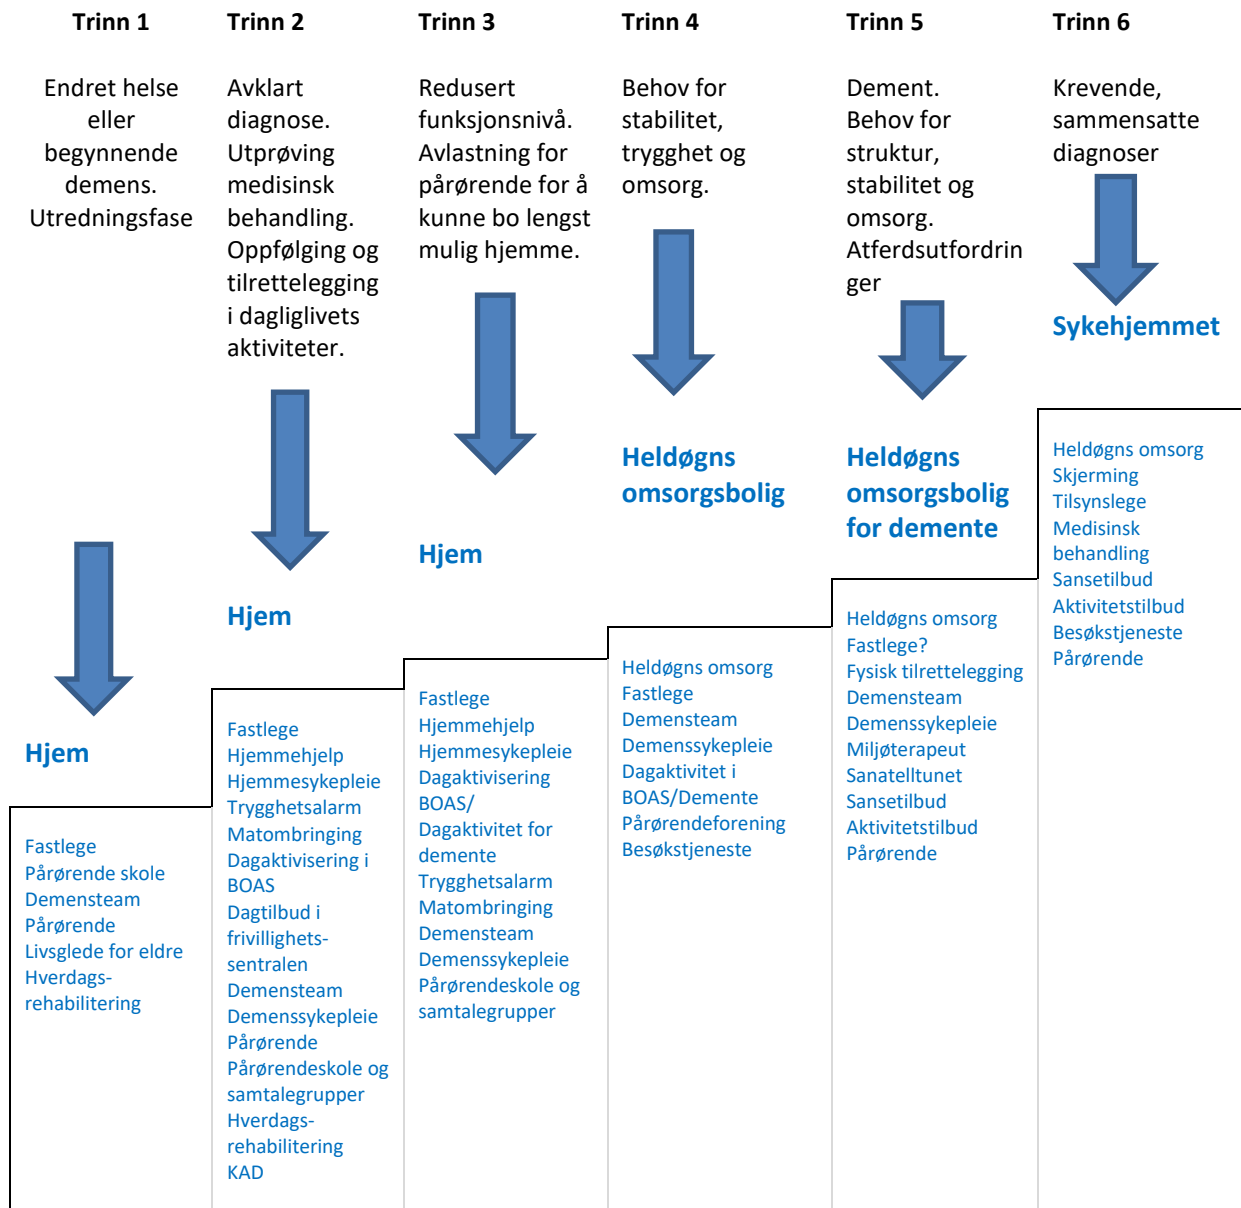 Trinn 1
Endret helse
eller
begynnende
demens.
Utredningsfase
Hjem
Fastlege
Pårørende skole
Demensteam
Pårørende
Livsglede for eldre
Hverdags-
rehabilitering
Trinn 2
Avklart
diagnose.
Utprøving
medisinsk
behandling.
Oppfølging og
tilrettelegging
i dagliglivets
aktiviteter.
Hjem
Fastlege
Hjemmehjelp
Hjemmesykepleie
Trygghetsalarm
Matombringing
Dagaktivisering i
BOAS
Dagtilbud i
frivillighets-
sentralen
Demensteam
Demenssykepleie
Pårørende
Pårørendeskole og
samtalegrupper
Hverdags-
rehabilitering
KAD
Trinn 3
Redusert
funksjonsnivå.
Avlastning for
pårørende for å
kunne bo lengst
mulig hjemme.
Hjem
Fastlege
Hjemmehjelp
Hjemmesykepleie
Dagaktivisering
BOAS/
Dagaktivitet for
demente
Trygghetsalarm
Matombringing
Demensteam
Demenssykepleie
Pårørendeskole og
samtalegrupper
Trinn 4
Behov for
stabilitet,
trygghet og
omsorg.
Heldøgns
omsorgsbolig
Heldøgns omsorg
Fastlege
Demensteam
Demenssykepleie
Dagaktivitet i
BOAS/Demente
Pårørendeforening
Besøkstjeneste
Trinn 5
Dement.
Behov for
struktur,
stabilitet og
omsorg.
Atferdsutfordrin
ger
Heldøgns
omsorgsbolig
for demente
Heldøgns omsorg
Fastlege?
Fysisk tilrettelegging
Demensteam
Demenssykepleie
Miljøterapeut
Sanatelltunet
Sansetilbud
Aktivitetstilbud
Pårørende
Trinn 6
Krevende,
sammensatte
diagnoser
Sykehjemmet
Heldøgns omsorg
Skjerming
Tilsynslege
Medisinsk
behandling
Sansetilbud
Aktivitetstilbud
Besøkstjeneste
Pårørende